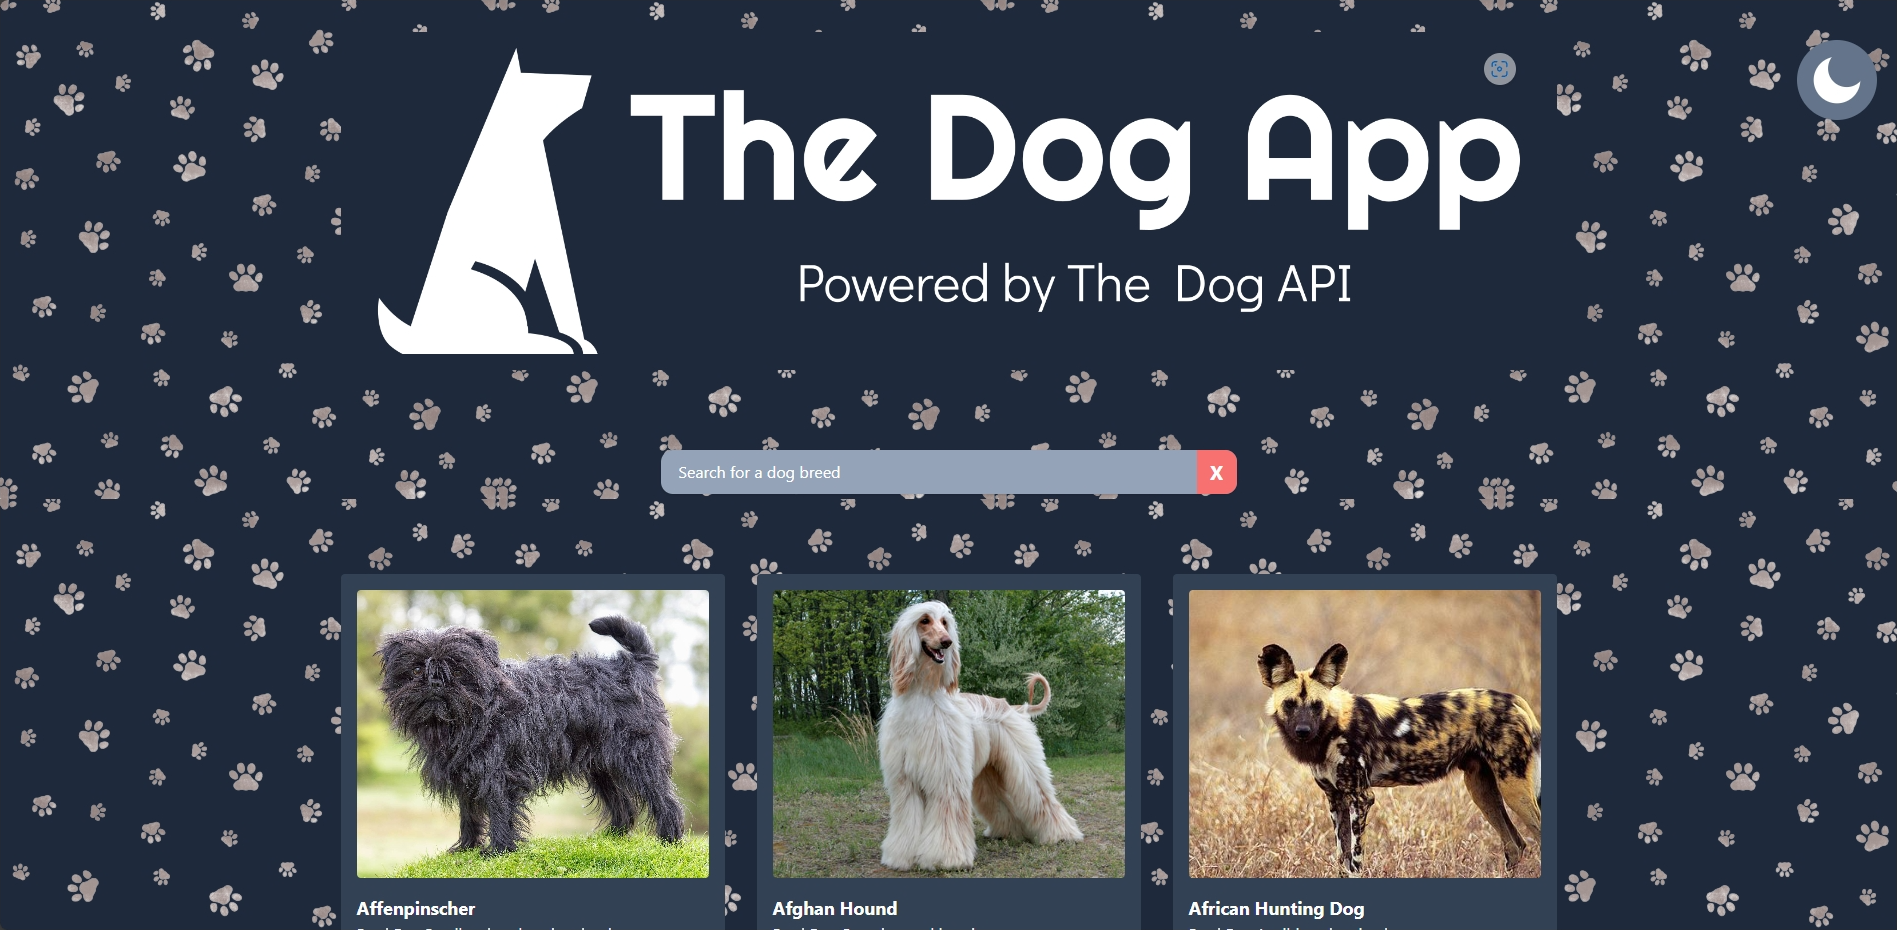 The Dog App
Powered by The Dog API
Search for a dog breed
X
Affenpinscher
Afghan Hound
African Hunting Dog